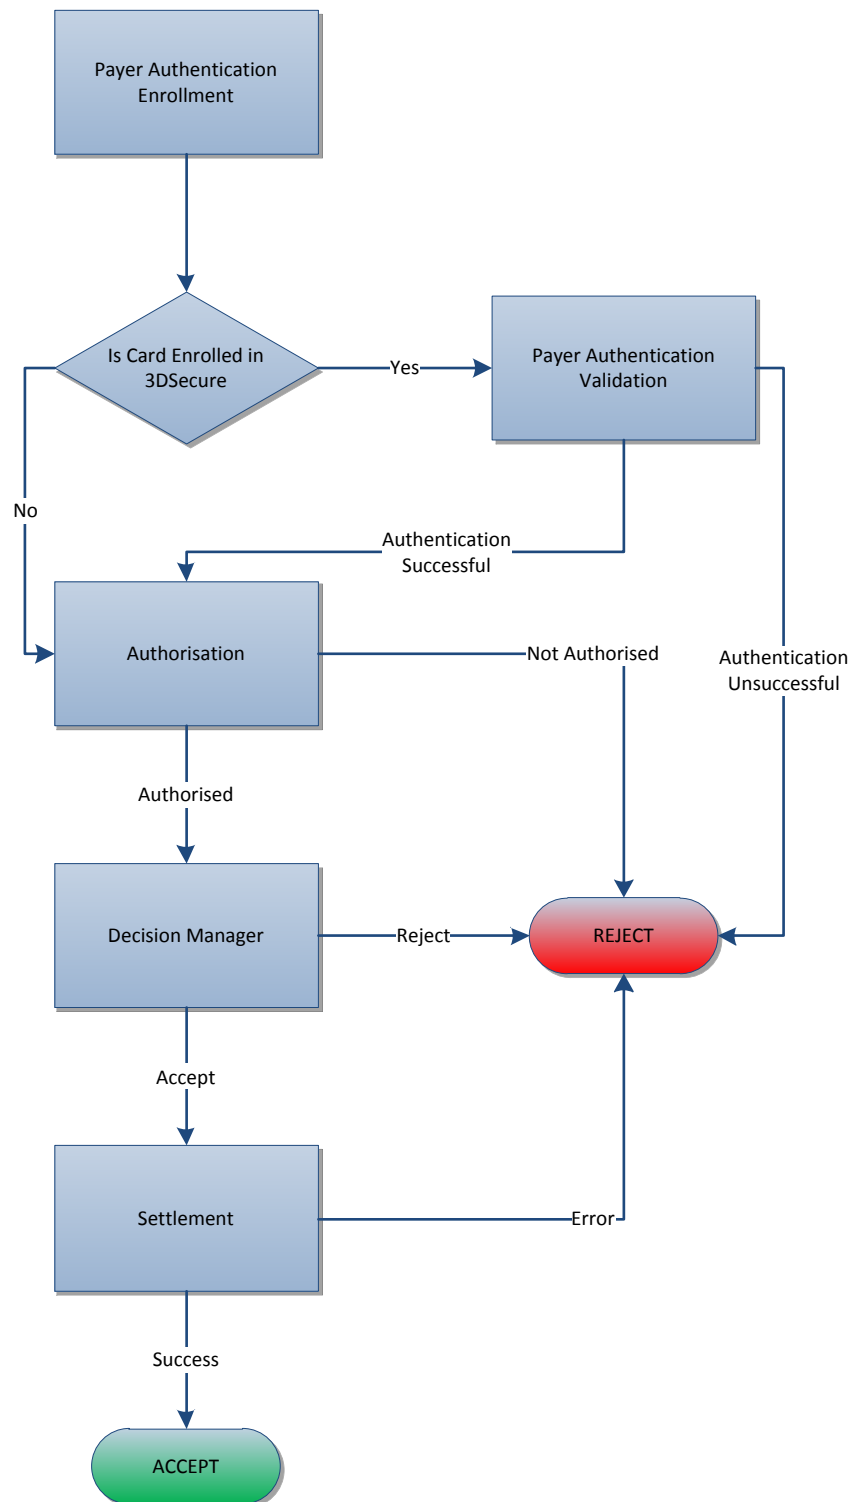 Payer Authentication
Enrollment
Is Card Enrolled in
3DSecure
Yes
Payer Authentication
Validation
No
Authentication
Successful
Authorisation
Not Authorised
Authentication
Unsuccessful
Authorised
Decision Manager
Reject
REJECT
Accept
Settlement
Error
Success
ACCEPT